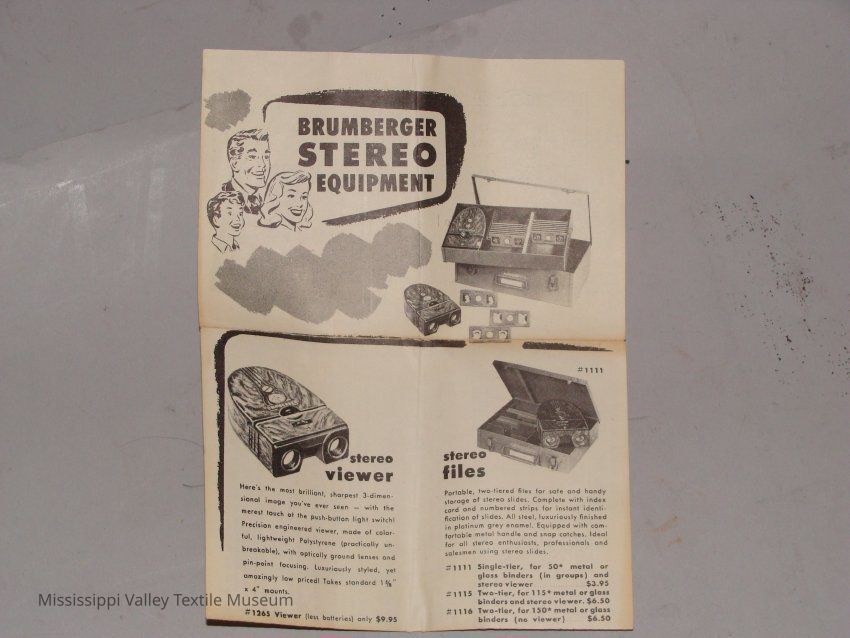 BRUMBERGER
STEREO
EQUIPMENT
stereo
viewer
Here's the most brilliant, sharpest 3-dimen-
sional image you've ever seen — with the
merest touch of the push-button light switch!
Precision engineered viewer, made of color-
ful, lightweight Polystyrene (practically un-
breakable), with optically ground lenses and
pin-point focusing. Luxuriously styled, yet
amazingly low priced! Takes standard 1⅝"
x 4" mounts.
#1265 Viewer (less batteries) only $9.95
#1111
stereo
files
Portable, two-tiered files for safe and handy
storage of stereo slides. Complete with index
card and numbered strips for instant identi-
fication of slides. All steel, luxuriously finished
in platinum grey enamel. Equipped with com-
fortable metal handle and snap catches. Ideal
for all stereo enthusiasts, professionals and
salesmen using stereo slides.
#1111 Single-tier, for 50* metal or
glass binders (in groups) and
stereo viewer $3.95
#1115 Two-tier, for 115* metal or glass
binders and stereo viewer. $6.50
#1116 Two-tier, for 150* metal or glass
binders (no viewer) $6.50
Mississippi Valley Textile Museum